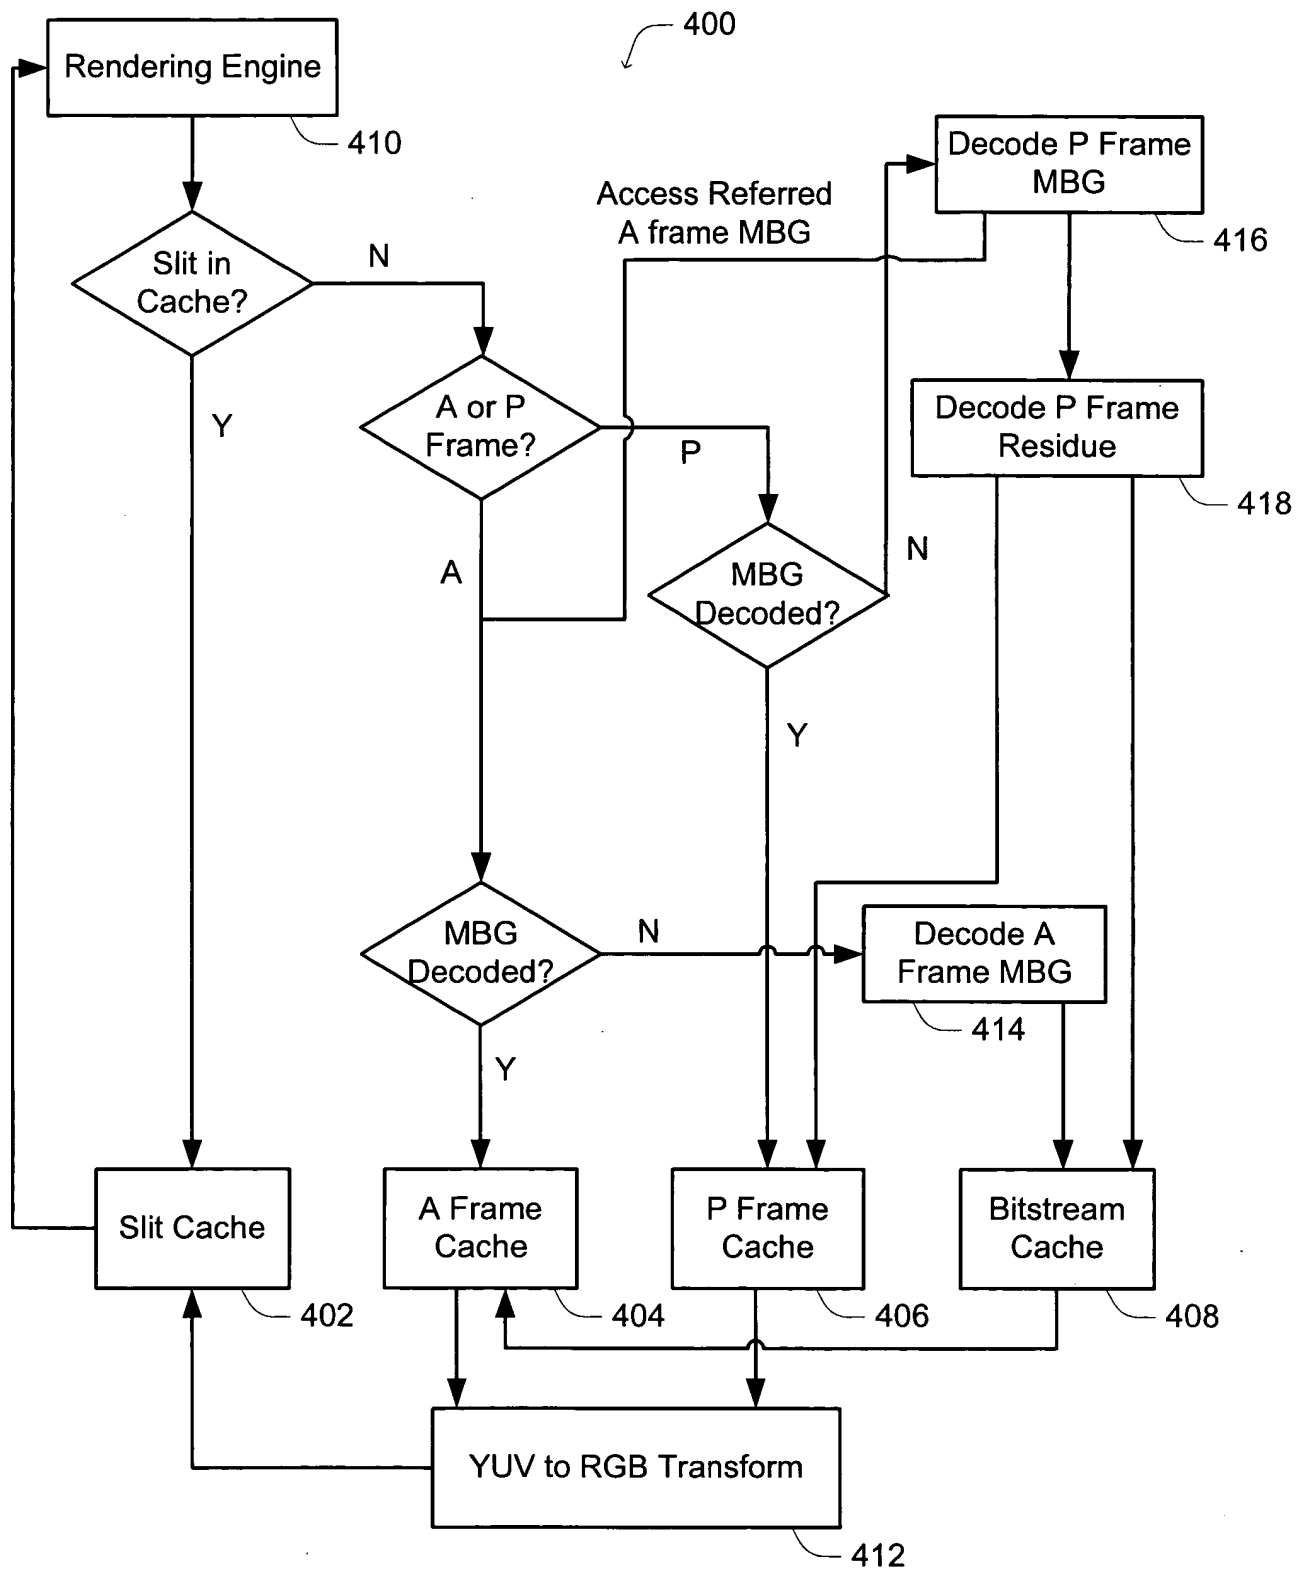 400
Rendering Engine
410
Decode P Frame
MBG
416
Access Referred
A frame MBG
Slit in
Cache?
N
Y
A or P
Frame?
P
A
Decode P Frame
Residue
418
MBG
Decoded?
N
Y
MBG
Decoded?
N
Y
Decode A
Frame MBG
414
Slit Cache
402
A Frame
Cache
404
P Frame
Cache
406
Bitstream
Cache
408
YUV to RGB Transform
412